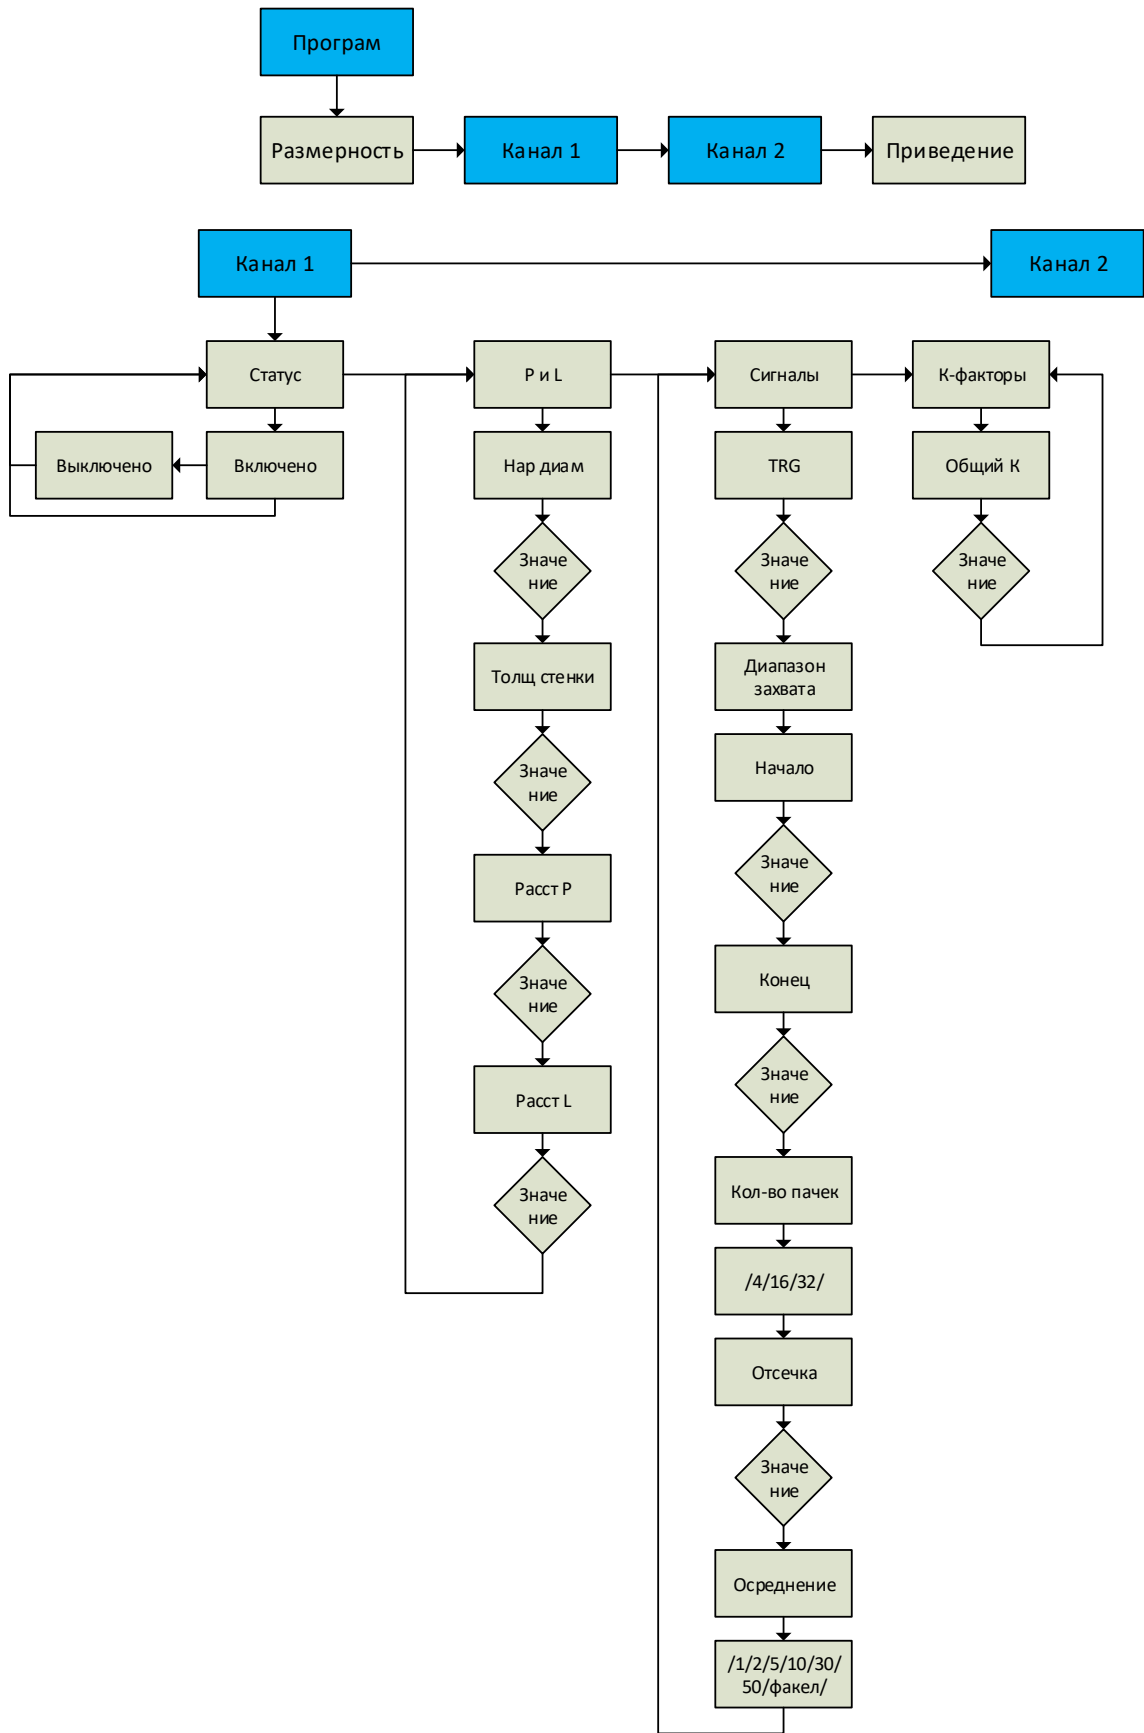 Програм
Размерность
Канал 1
Канал 2
Приведение
Канал 1
Канал 2
Статус
P и L
Сигналы
К-факторы
Выключено
Включено
Нар диам
TRG
Общий К
Значе
ние
Значе
ние
Значе
ние
Толщ стенки
Диапазон
захвата
Значе
ние
Начало
Расст P
Значе
ние
Значе
ние
Конец
Расст L
Значе
ние
Значе
ние
Кол-во пачек
/4/16/32/
Отсечка
Значе
ние
Осреднение
/1/2/5/10/30/
50/факел/